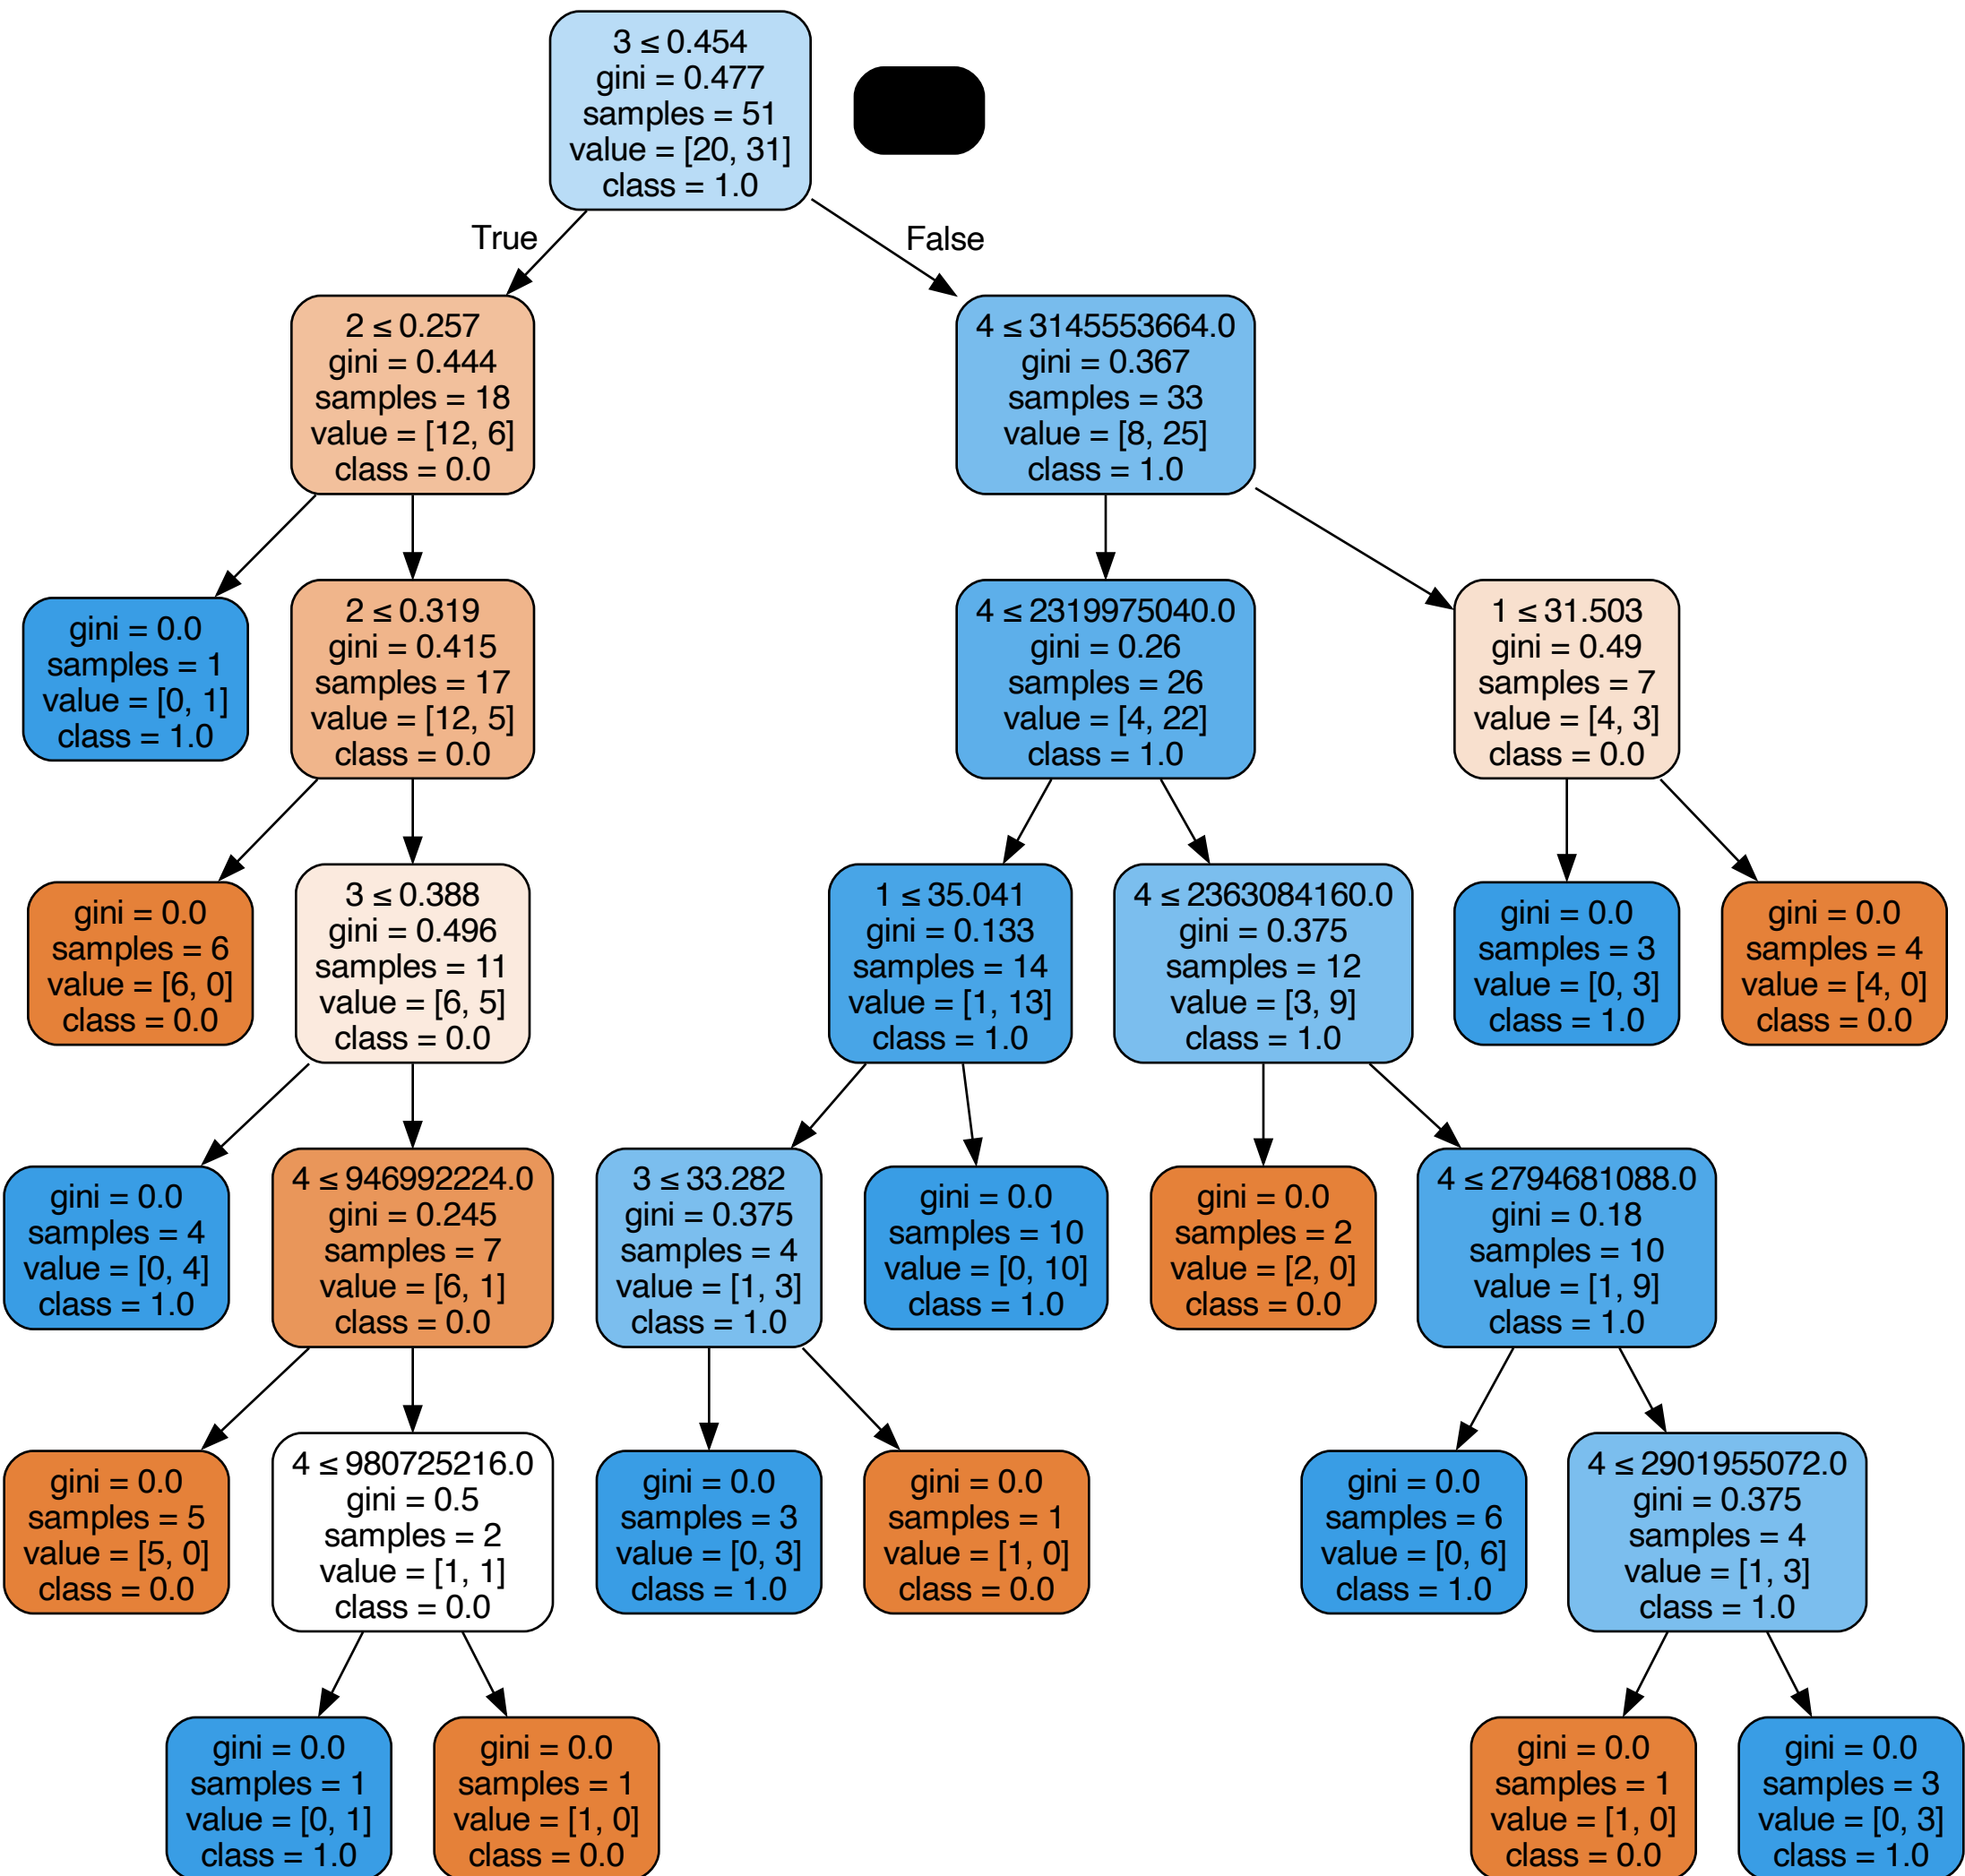 3 ≤ 0.454
gini = 0.477
samples = 51
value = [20, 31]
class = 1.0
True
False
2 ≤ 0.257
gini = 0.444
samples = 18
value = [12, 6]
class = 0.0
4 ≤ 3145553664.0
gini = 0.367
samples = 33
value = [8, 25]
class = 1.0
gini = 0.0
samples = 1
value = [0, 1]
class = 1.0
2 ≤ 0.319
gini = 0.415
samples = 17
value = [12, 5]
class = 0.0
4 ≤ 2319975040.0
gini = 0.26
samples = 26
value = [4, 22]
class = 1.0
1 ≤ 31.503
gini = 0.49
samples = 7
value = [4, 3]
class = 0.0
gini = 0.0
samples = 6
value = [6, 0]
class = 0.0
3 ≤ 0.388
gini = 0.496
samples = 11
value = [6, 5]
class = 0.0
1 ≤ 35.041
gini = 0.133
samples = 14
value = [1, 13]
class = 1.0
4 ≤ 2363084160.0
gini = 0.375
samples = 12
value = [3, 9]
class = 1.0
gini = 0.0
samples = 3
value = [0, 3]
class = 1.0
gini = 0.0
samples = 4
value = [4, 0]
class = 0.0
gini = 0.0
samples = 4
value = [0, 4]
class = 1.0
4 ≤ 946992224.0
gini = 0.245
samples = 7
value = [6, 1]
class = 0.0
3 ≤ 33.282
gini = 0.375
samples = 4
value = [1, 3]
class = 1.0
gini = 0.0
samples = 10
value = [0, 10]
class = 1.0
gini = 0.0
samples = 2
value = [2, 0]
class = 0.0
4 ≤ 2794681088.0
gini = 0.18
samples = 10
value = [1, 9]
class = 1.0
gini = 0.0
samples = 5
value = [5, 0]
class = 0.0
4 ≤ 980725216.0
gini = 0.5
samples = 2
value = [1, 1]
class = 0.0
gini = 0.0
samples = 3
value = [0, 3]
class = 1.0
gini = 0.0
samples = 1
value = [1, 0]
class = 0.0
gini = 0.0
samples = 6
value = [0, 6]
class = 1.0
4 ≤ 2901955072.0
gini = 0.375
samples = 4
value = [1, 3]
class = 1.0
gini = 0.0
samples = 1
value = [0, 1]
class = 1.0
gini = 0.0
samples = 1
value = [1, 0]
class = 0.0
gini = 0.0
samples = 1
value = [1, 0]
class = 0.0
gini = 0.0
samples = 3
value = [0, 3]
class = 1.0